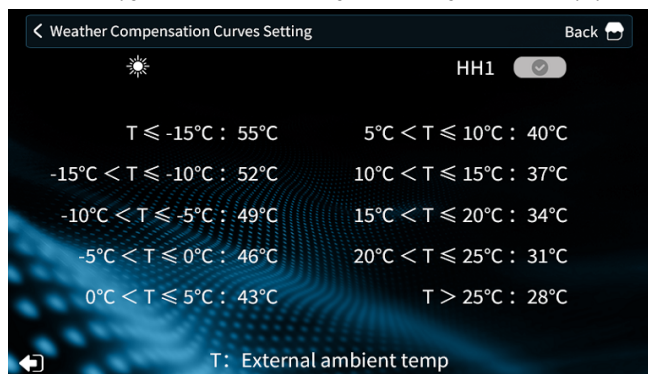 Weather Compensation Curves Setting Back
HH1
T ⩽ -15°C： 55°C 5°C < T ⩽ 10°C： 40°C
-15°C < T ⩽ -10°C： 52°C 10°C < T ⩽ 15°C： 37°C
-10°C < T ⩽ -5°C： 49°C 15°C < T ⩽ 20°C： 34°C
-5°C < T ⩽ 0°C： 46°C 20°C < T ⩽ 25°C： 31°C
0°C < T ⩽ 5°C： 43°C T > 25°C： 28°C
T： External ambient temp